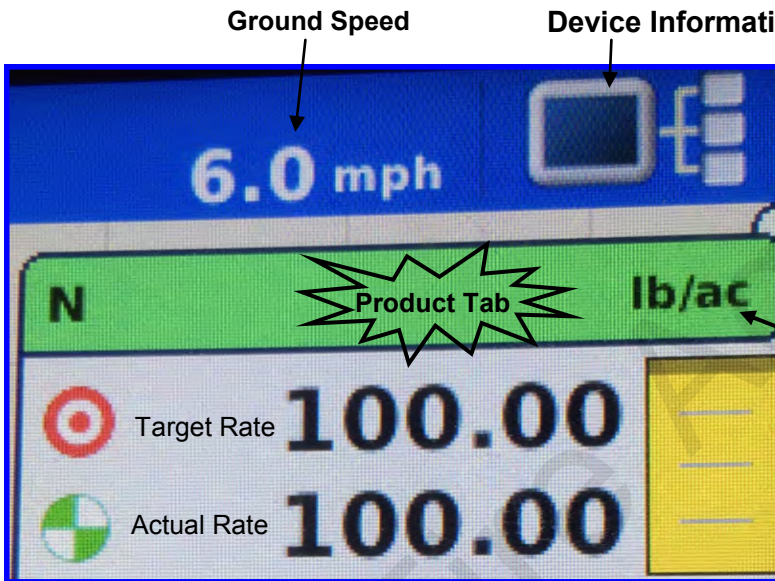 Ground Speed
Device Informati
6.0 mph
N
Product Tab
lb/ac
Target Rate 100.00
Actual Rate 100.00